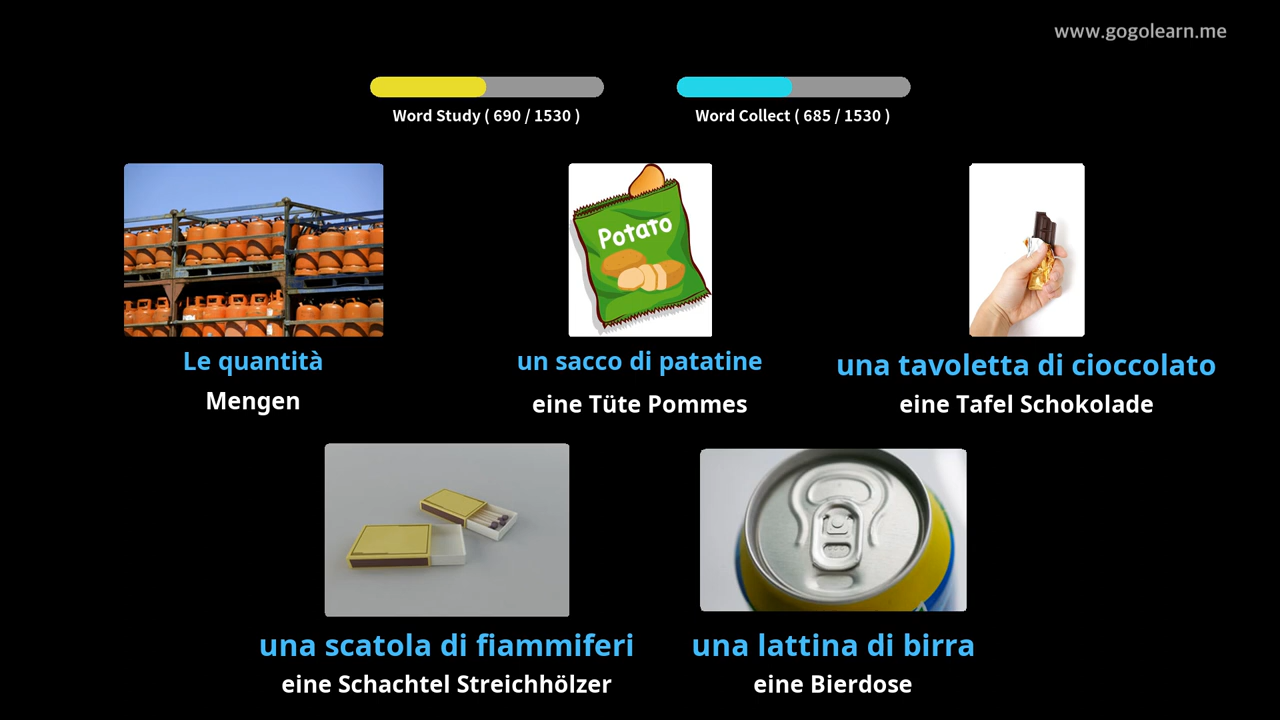 www.gogolearn.me
Word Study ( 690 / 1530 )
Word Collect ( 685 / 1530 )
Potato
Le quantità
Mengen
un sacco di patatine
eine Tüte Pommes
una tavoletta di cioccolato
eine Tafel Schokolade
una scatola di fiammiferi
eine Schachtel Streichhölzer
una lattina di birra
eine Bierdose